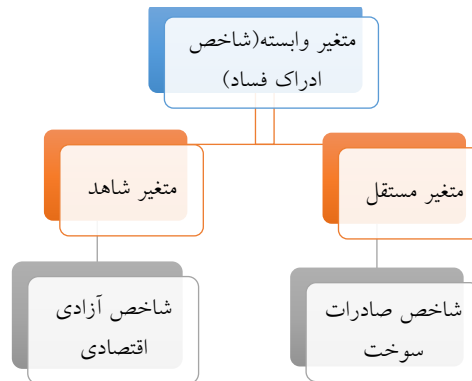 متغیر وابسته(شاخص
ادراک فساد)
متغیر مستقل
متغیر شاهد
شاخص صادرات
سوخت
شاخص آزادی
اقتصادی